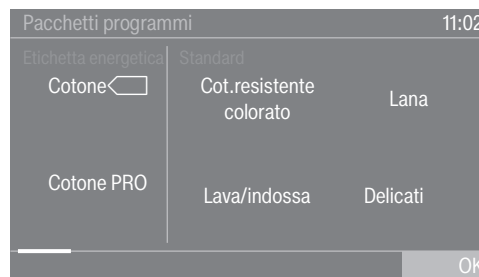 Pacchetti programmi 11:02
Etichetta energetica Standard
Cotone
Cot.resistente
colorato
Lana
Cotone PRO
Lava/indossa
Delicati
OK